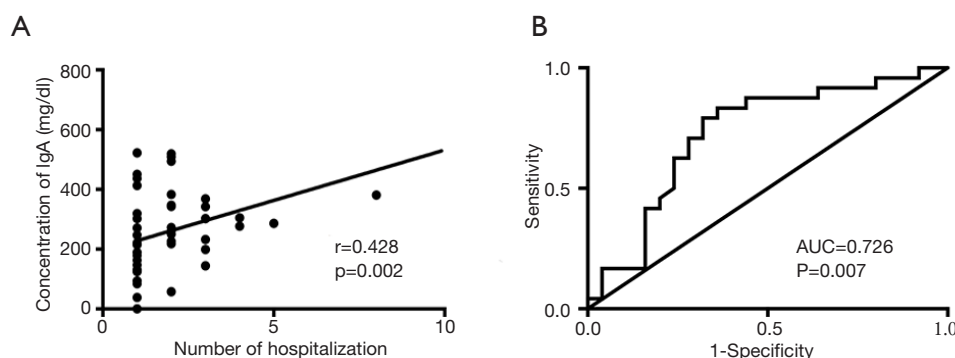 A
Concentration of IgA (mg/dl)
800
600
400
200
0
0
5
10
Number of hospitalization
r=0.428
p=0.002
B
Sensitivity
1.0
0.5
0.0
0.0
0.5
1.0
1-Specificity
AUC=0.726
P=0.007